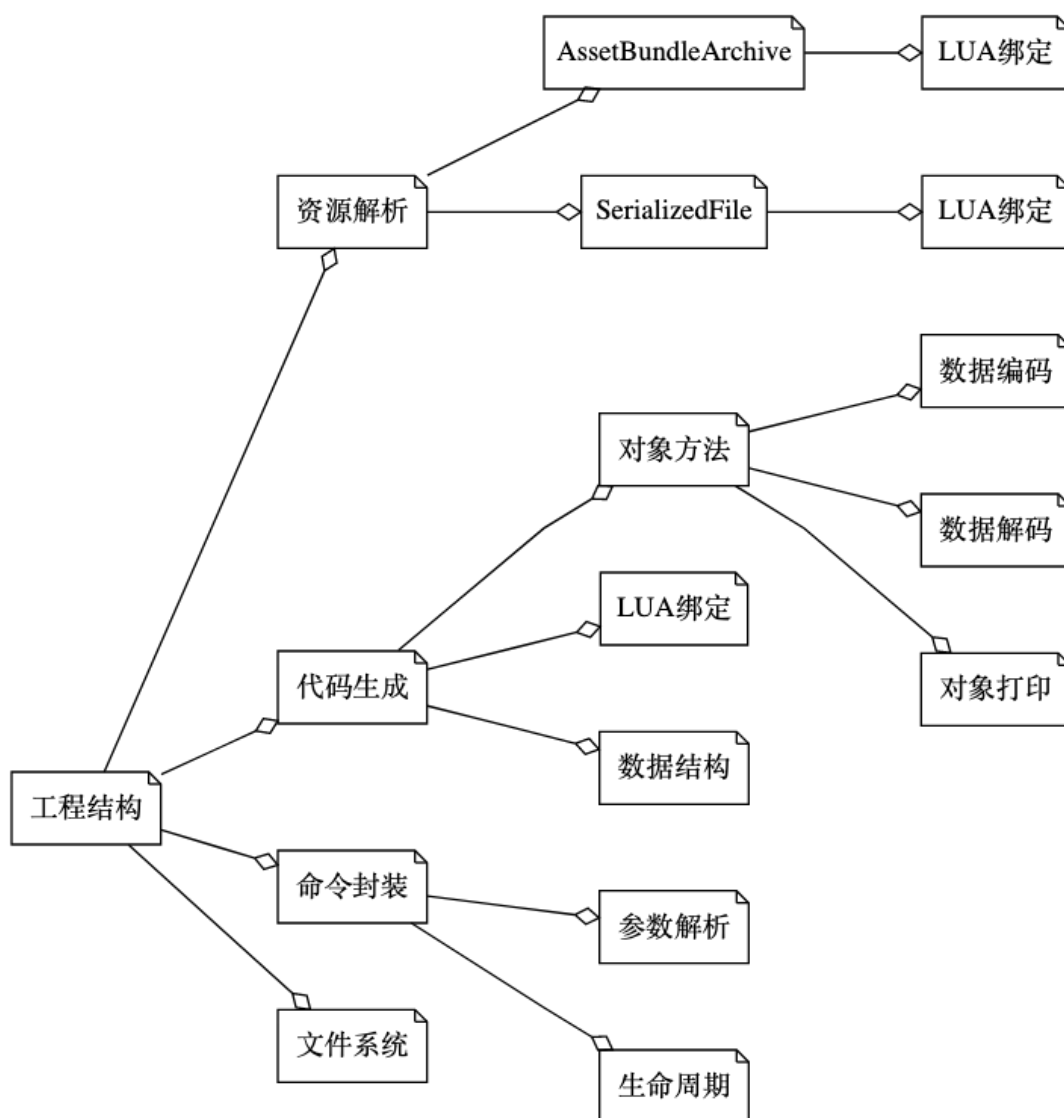 AssetBundleArchive
LUA绑定
资源解析
SerializedFile
LUA绑定
数据编码
对象方法
数据解码
LUA绑定
代码生成
对象打印
数据结构
工程结构
命令封装
参数解析
文件系统
生命周期